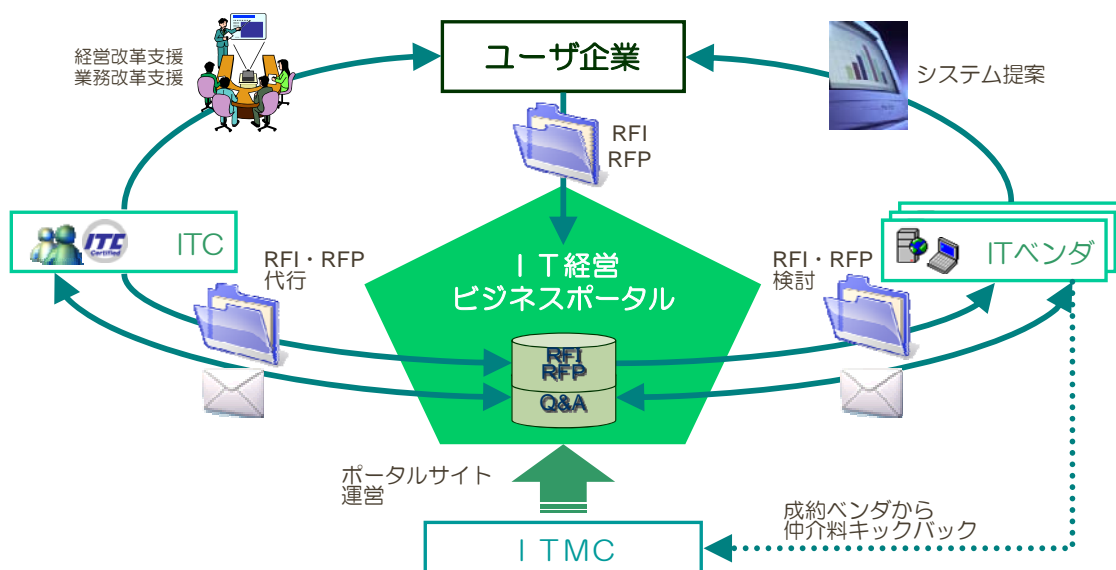 経営改革支援
業務改革支援
ユーザ企業
システム提案
RFI
RFP
ITC
ITC
Certified
ITベンダ
RFI・RFP
代行
ＩＴ経営
ビジネスポータル
RFI・RFP
検討
RFI
RFP
Q&A
ポータルサイト
運営
成約ベンダから
仲介料キックバック
ＩＴＭＣ